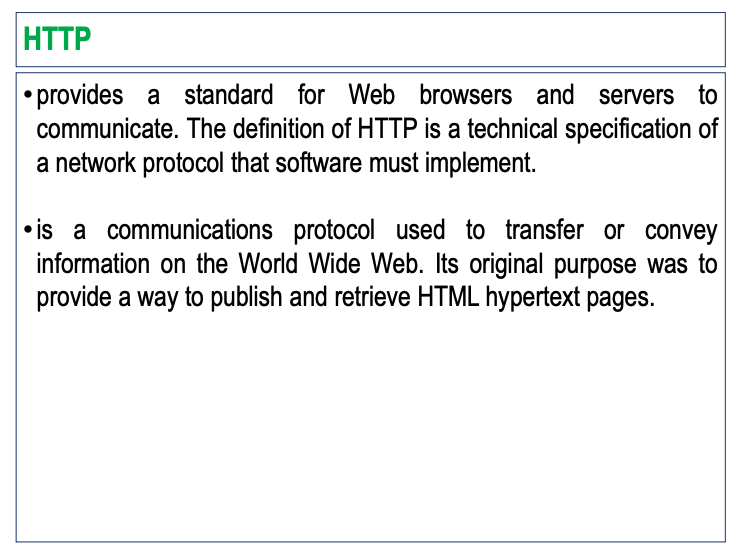 HTTP
•provides a standard for Web browsers and servers to
communicate. The definition of HTTP is a technical specification of
a network protocol that software must implement.
•is a communications protocol used to transfer or convey
information on the World Wide Web. Its original purpose was to
provide a way to publish and retrieve HTML hypertext pages.